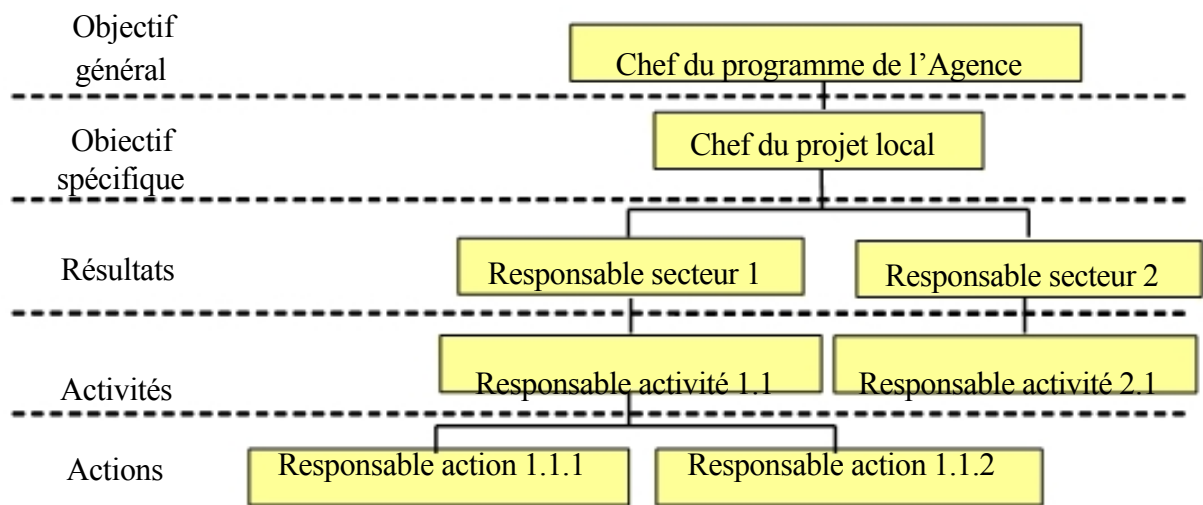 Objectif
général
Chef du programme de l’Agence
Obiectif
spécifique
Chef du projet local
Résultats
Responsable secteur 1
Responsable secteur 2
Activités
Responsable activité 1.1
Responsable activité 2.1
Actions
Responsable action 1.1.1
Responsable action 1.1.2